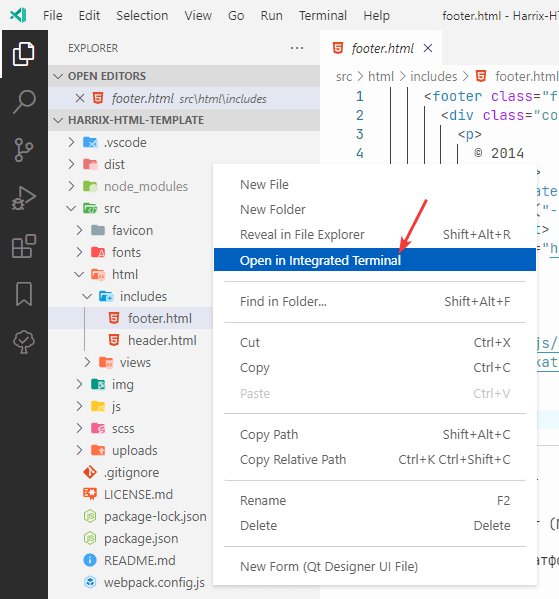 File Edit Selection View Go Run Terminal Help footer.html - Harrix-H
EXPLORER
footer.html
OPEN EDITORS
footer.html src\html\includes
HARRIX-HTML-TEMPLATE
.vscode
dist
node_modules
src
favicon
fonts
html
includes
footer.html
header.html
views
img
js
scss
uploads
.gitignore
LICENSE.md
package-lock.json
package.json
README.md
webpack.config.js
src > html > includes > footer.html
1 <footer class="f
2 <div class="co
3 <p>
4 © 2014
New File
New Folder
Reveal in File Explorer Shift+Alt+R
Open in Integrated Terminal
Find in Folder... Shift+Alt+F
Cut Ctrl+X
Copy Ctrl+C
Paste Ctrl+V
Copy Path Shift+Alt+C
Copy Relative Path Ctrl+K Ctrl+Shift+C
Rename F2
Delete Delete
New Form (Qt Designer UI File)